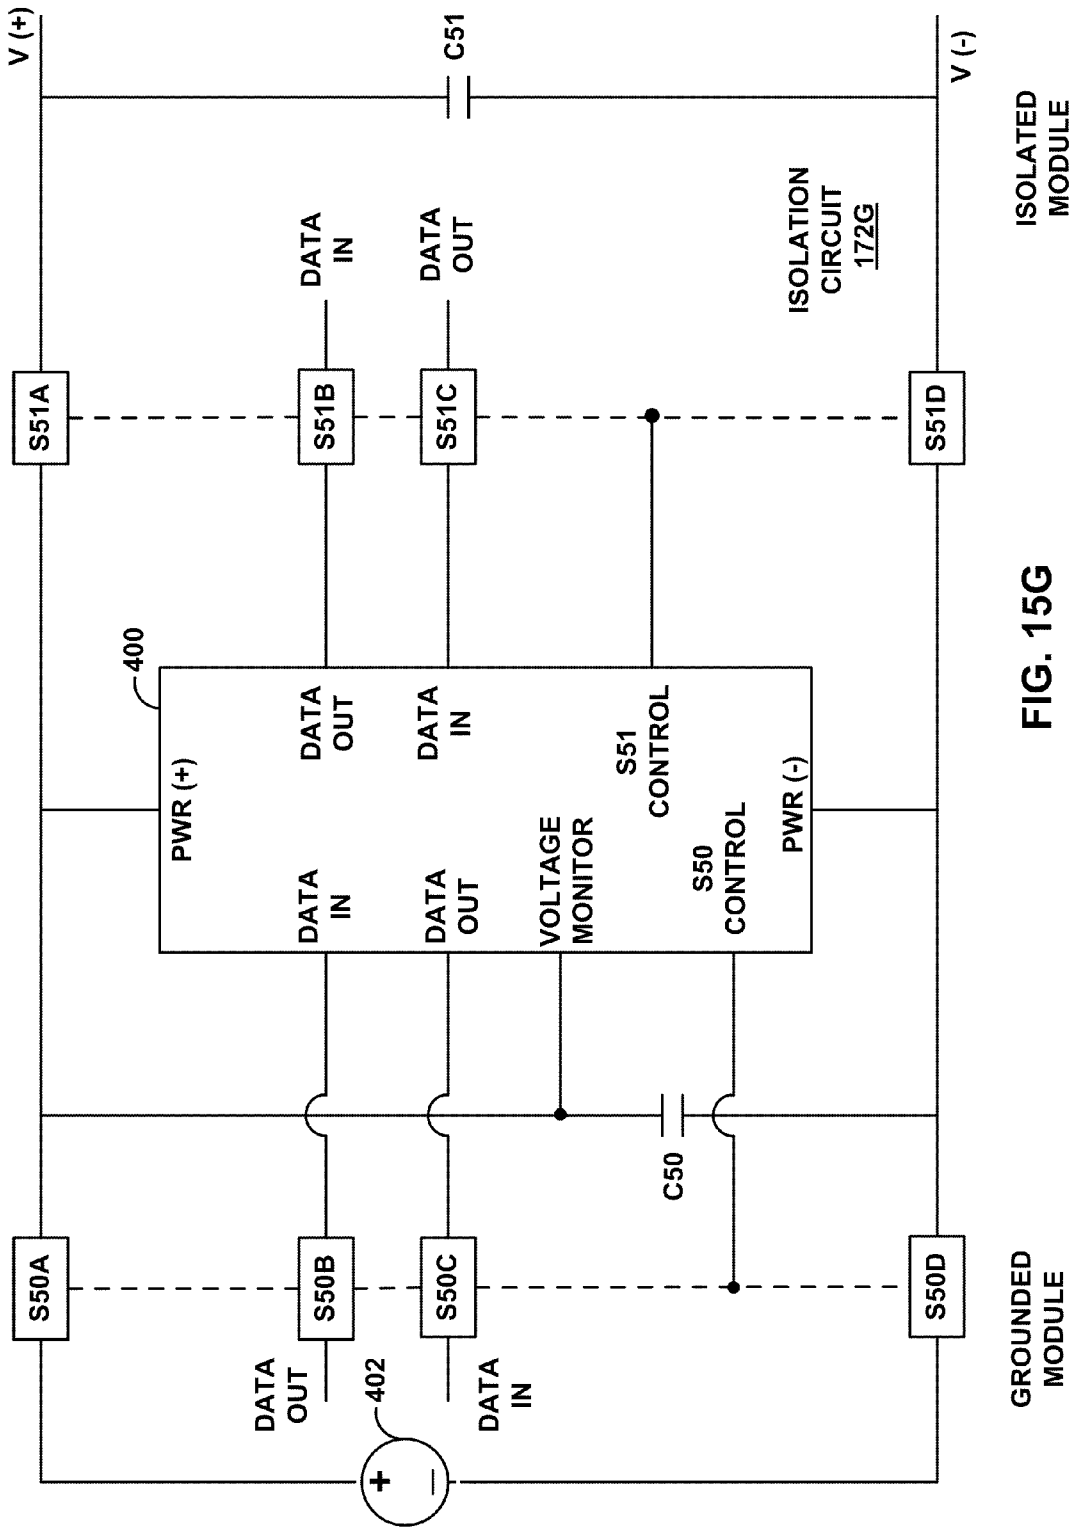 V (+)
C51
V (-)
ISOLATED
MODULE
DATA
IN
DATA
OUT
ISOLATION
CIRCUIT
172G
S51A
S51B
S51C
S51D
400
PWR (+)
DATA
OUT
DATA
IN
S51
CONTROL
DATA
IN
DATA
OUT
VOLTAGE
MONITOR
S50
CONTROL
PWR (-)
C50
S50A
S50B
S50C
S50D
DATA
OUT
402
+
–
DATA
IN
GROUNDED
MODULE
FIG. 15G